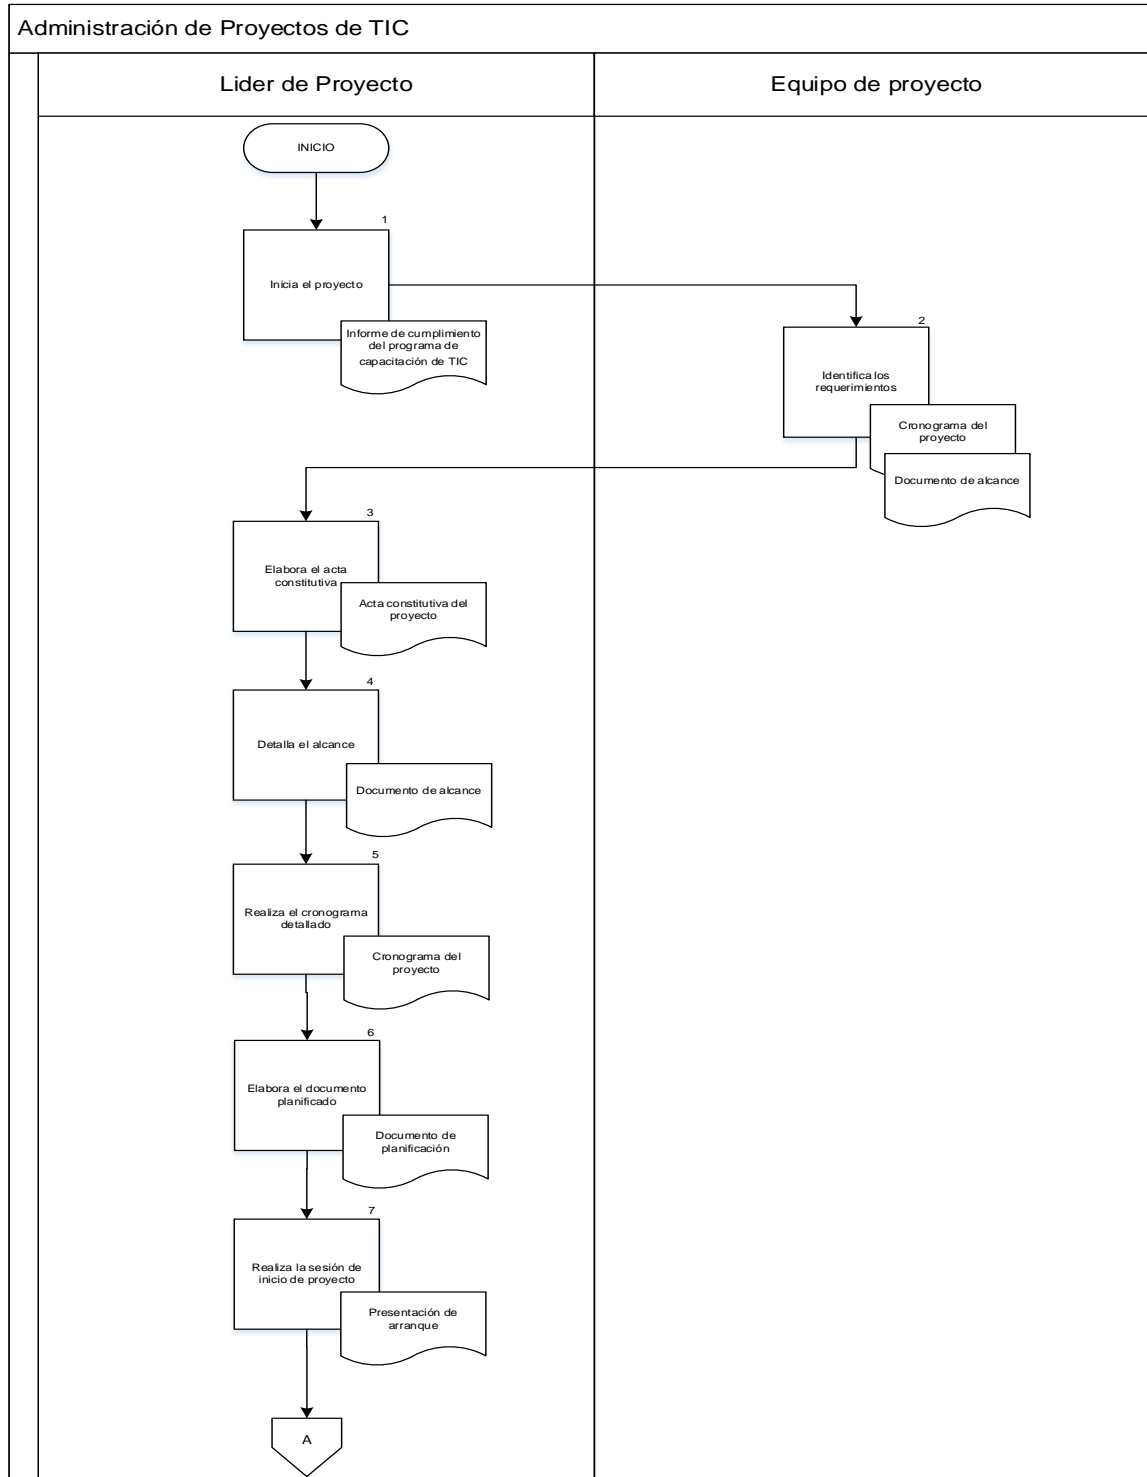 Administración de Proyectos de TIC
Lider de Proyecto
Equipo de proyecto
INICIO
1
Inicia el proyecto
Informe de cumplimiento
del programa de
capacitación de TIC
2
Identifica los
requerimientos
Cronograma del
proyecto
Documento de alcance
3
Elabora el acta
constitutiva
Acta constitutiva del
proyecto
4
Detalla el alcance
Documento de alcance
5
Realiza el cronograma
detallado
Cronograma del
proyecto
6
Elabora el documento
planificado
Documento de
planificación
7
Realiza la sesión de
inicio de proyecto
Presentación de
arranque
A